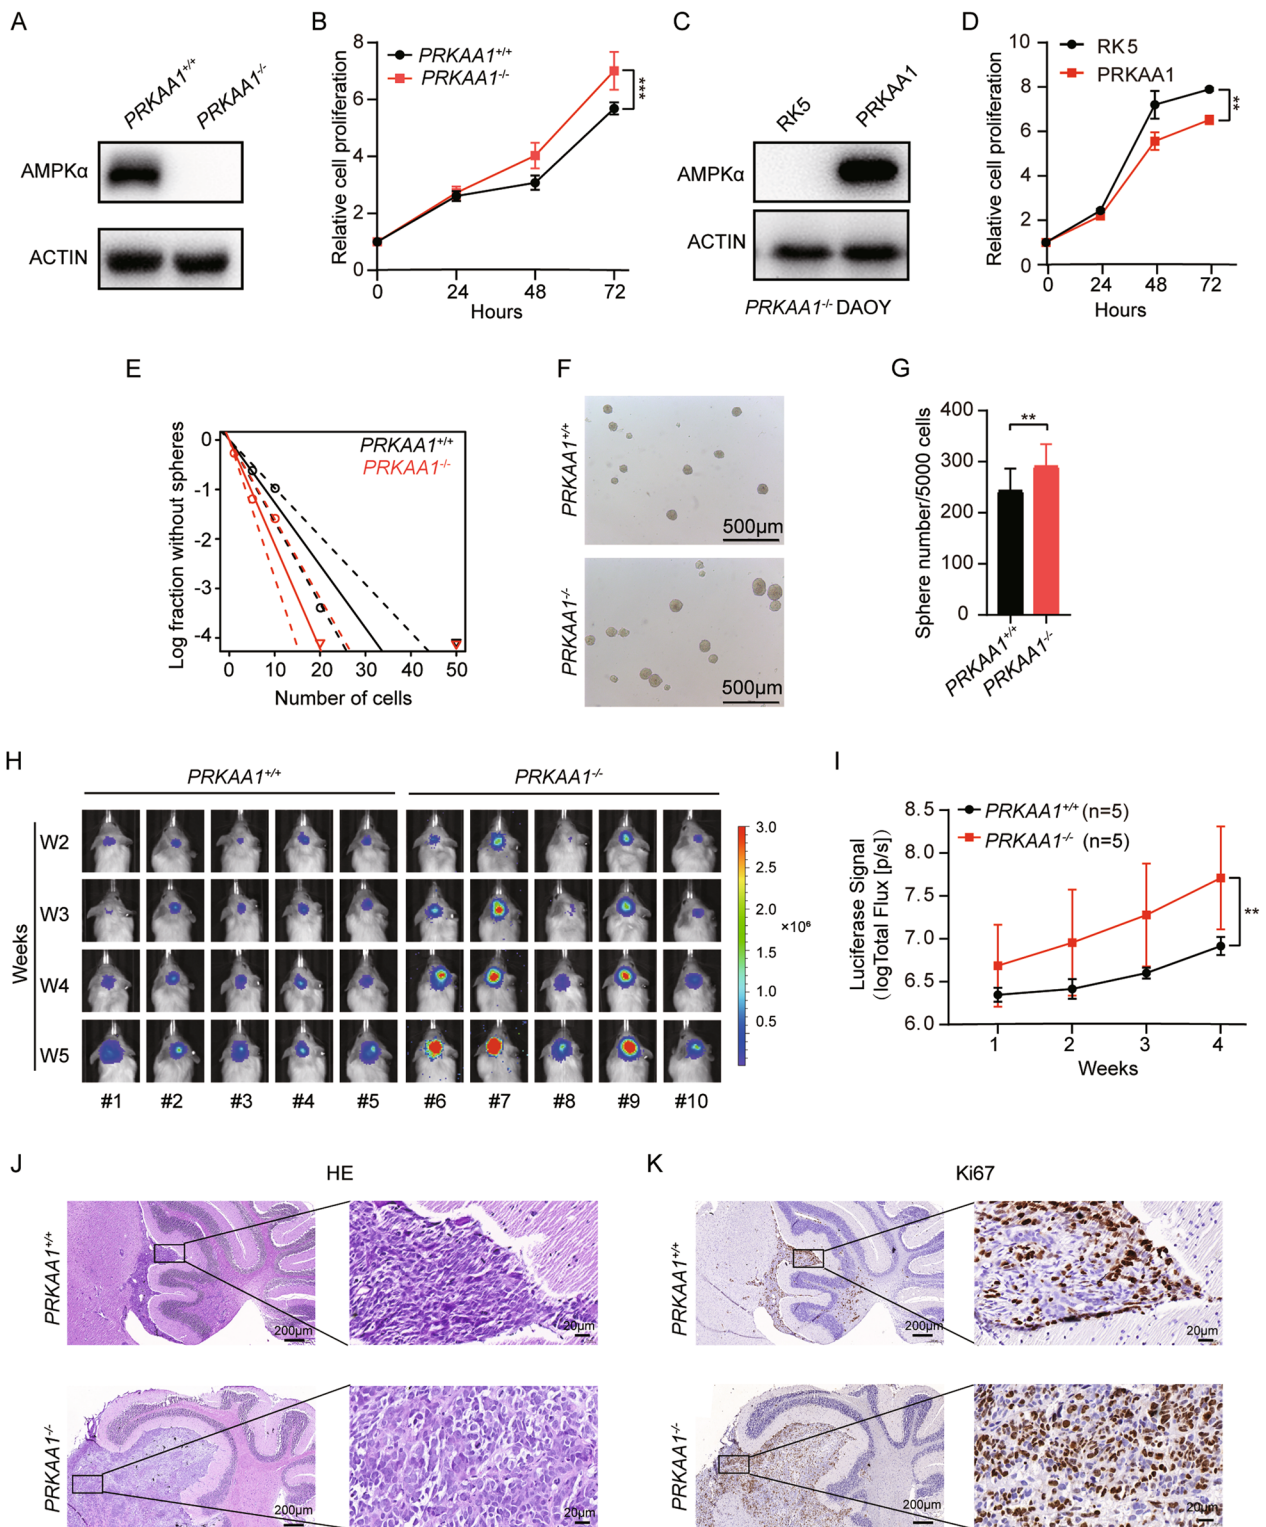 A
PRKAA1+/+
PRKAA1-/-
AMPKα
ACTIN
B
Relative cell proliferation
8
6
4
2
0
PRKAA1+/+
PRKAA1-/-
***
0 24 48 72
Hours
C
RK5
PRKAA1
AMPKα
ACTIN
PRKAA1-/- DAOY
D
Relative cell proliferation
10
8
6
4
2
0
RK5
PRKAA1
**
0 24 48 72
Hours
E
Log fraction without spheres
0
-1
-2
-3
-4
PRKAA1+/+
PRKAA1-/-
0 10 20 30 40 50
Number of cells
F
PRKAA1+/+
500μm
PRKAA1-/-
500μm
G
Sphere number/5000 cells
400
300
200
100
0
**
PRKAA1+/+
PRKAA1-/-
H
PRKAA1+/+ PRKAA1-/-
Weeks
W2
W3
W4
W5
3.0
2.5
2.0
×10⁶
1.5
1.0
0.5
#1 #2 #3 #4 #5 #6 #7 #8 #9 #10
I
Luciferase Signal
(logTotal Flux [p/s)
8.5
8.0
7.5
7.0
6.5
6.0
PRKAA1+/+ (n=5)
PRKAA1-/- (n=5)
**
1 2 3 4
Weeks
J
HE
PRKAA1+/+
200μm
20μm
PRKAA1-/-
200μm
20μm
K
Ki67
PRKAA1+/+
200μm
20μm
PRKAA1-/-
200μm
20μm